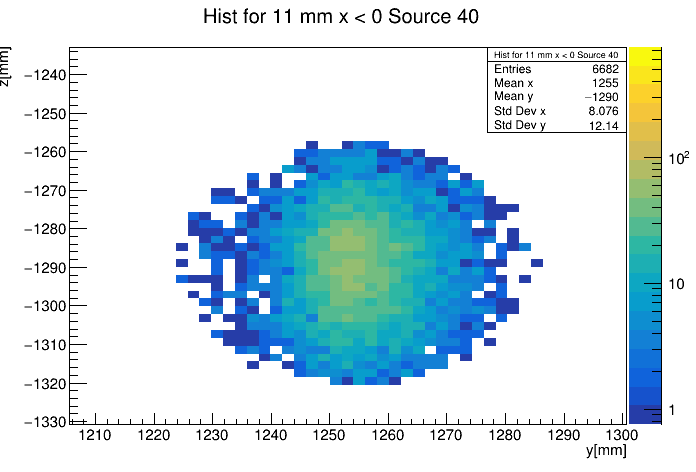 Hist for 11 mm x < 0 Source 40
z[mm]
Hist for 11 mm x < 0 Source 40
Entries 6682
Mean x 1255
Mean y −1290
Std Dev x 8.076
Std Dev y 12.14
−1240
−1250
−1260
−1270
−1280
−1290
−1300
−1310
−1320
−1330
10²
10
1
1210 1220 1230 1240 1250 1260 1270 1280 1290 1300
y[mm]